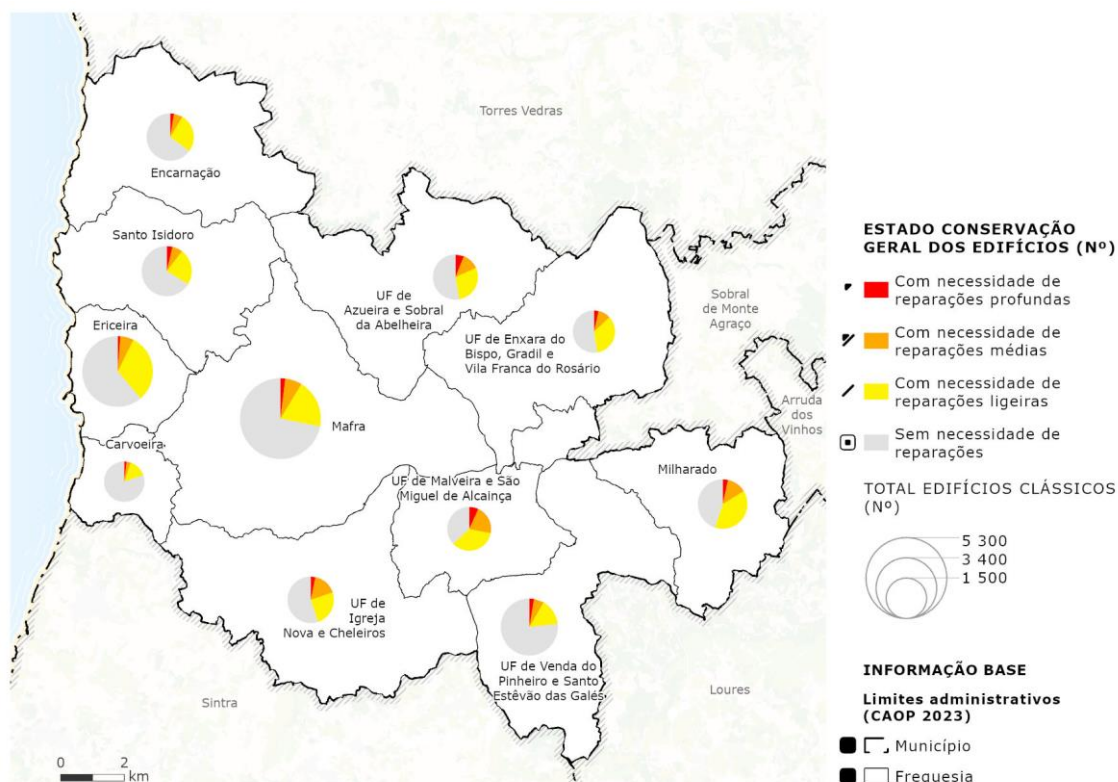 Torres Vedras
Encarnação
Santo Isidoro
UF de
Azueira e Sobral
da Abelheira
Sobral
de Monte
Agraço
Ericeira
UF de Enxara do
Bispo, Gradil e
Vila Franca do Rosário
Arruda
dos
Vinhos
Mafra
Carvoeira
UF de Malveira e São
Miguel de Alcainça
Milharado
UF de
Igreja
Nova e Cheleiros
UF de Venda do
Pinheiro e Santo
Estêvão das Galés
Sintra
Loures
0 2
km
ESTADO CONSERVAÇÃO
GERAL DOS EDIFÍCIOS (Nº)
Com necessidade de
reparações profundas
Com necessidade de
reparações médias
Com necessidade de
reparações ligeiras
Sem necessidade de
reparações
TOTAL EDIFÍCIOS CLÁSSICOS
(Nº)
5 300
3 400
1 500
INFORMAÇÃO BASE
Limites administrativos
(CAOP 2023)
Município
Freguesia